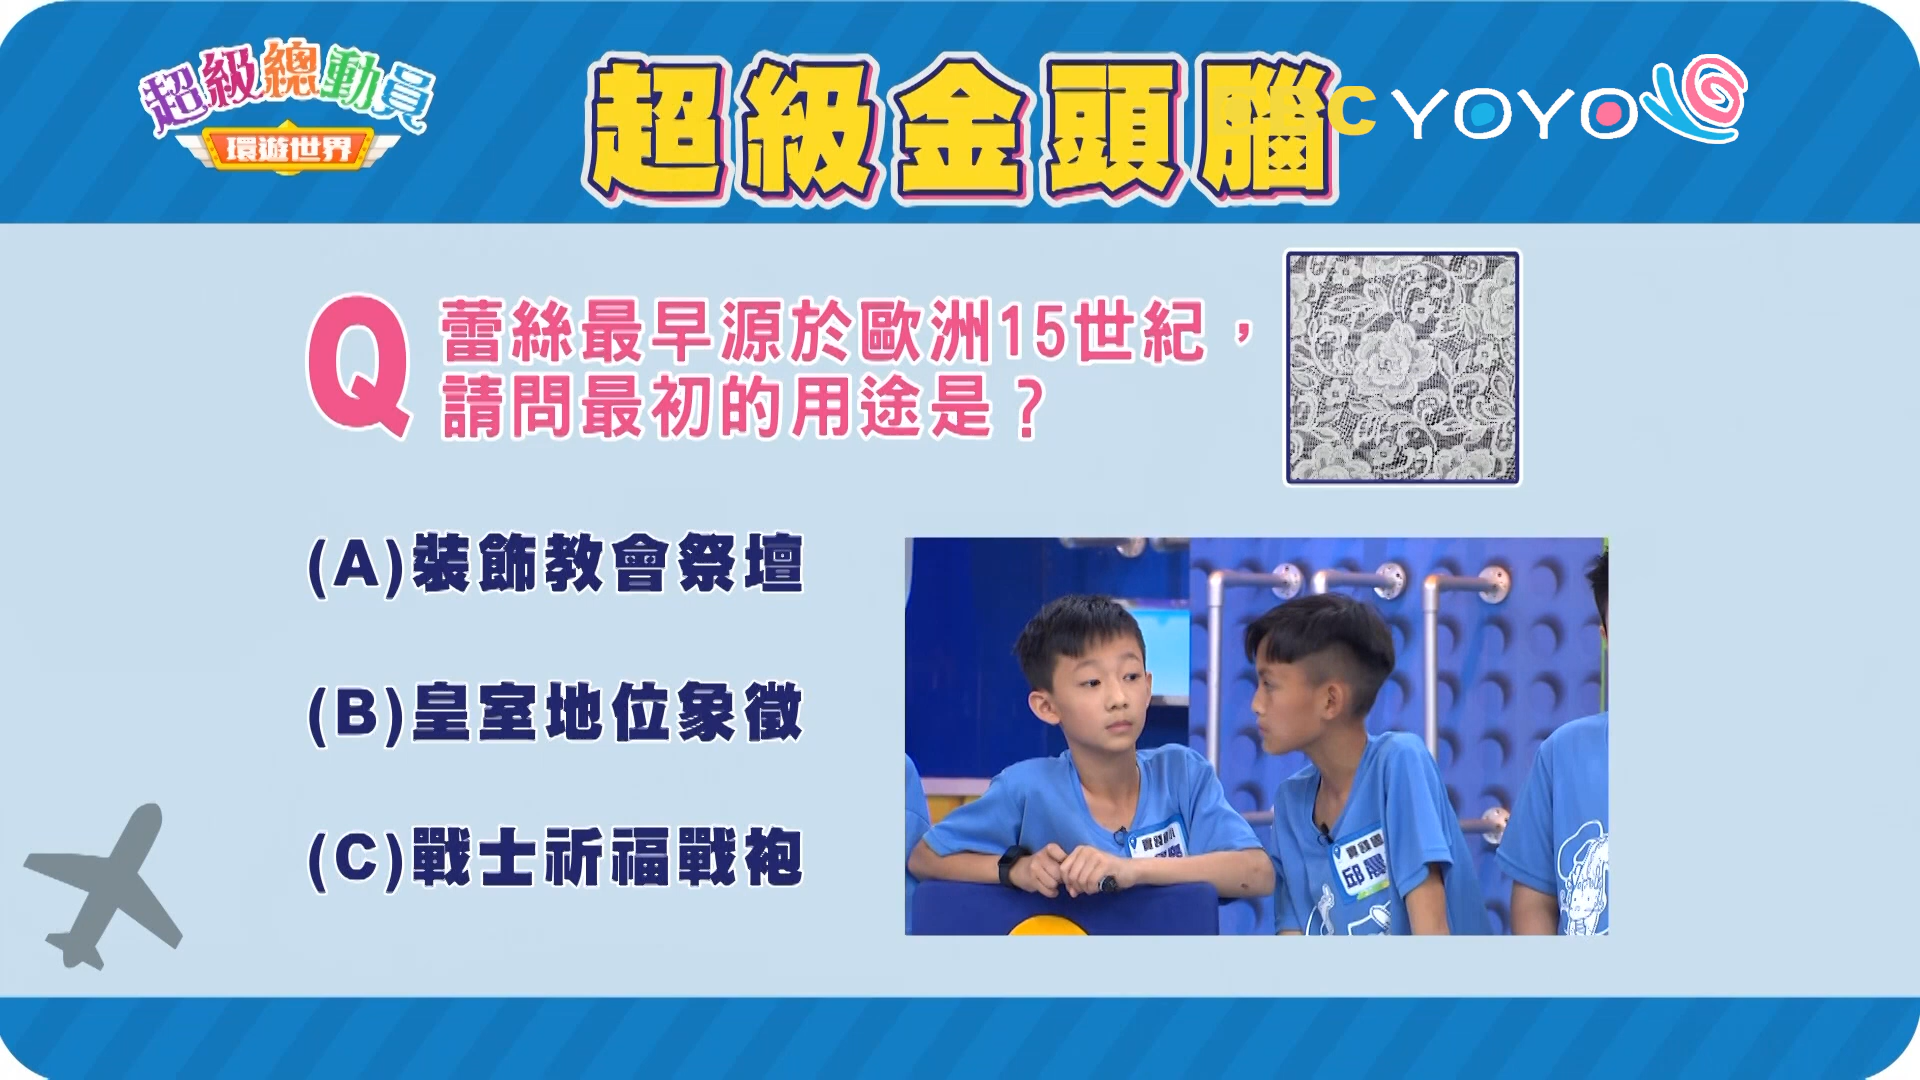 超級總動員
環遊世界
超級金頭腦
YOYO
Q
蕾絲最早源於歐洲15世紀，
請問最初的用途是？
(A)裝飾教會祭壇
(B)皇室地位象徵
(C)戰士祈福戰袍